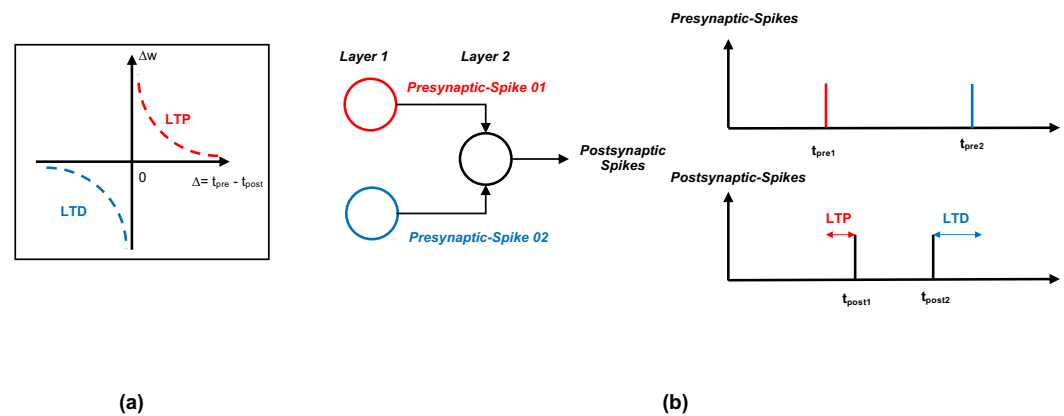 Δw
LTP
0
Δ= tpre - tpost
LTD
(a)
Layer 1
Layer 2
Presynaptic-Spike 01
Postsynaptic
Spikes
Presynaptic-Spike 02
Presynaptic-Spikes
tpre1
tpre2
Postsynaptic-Spikes
LTP
LTD
tpost1
tpost2
(b)